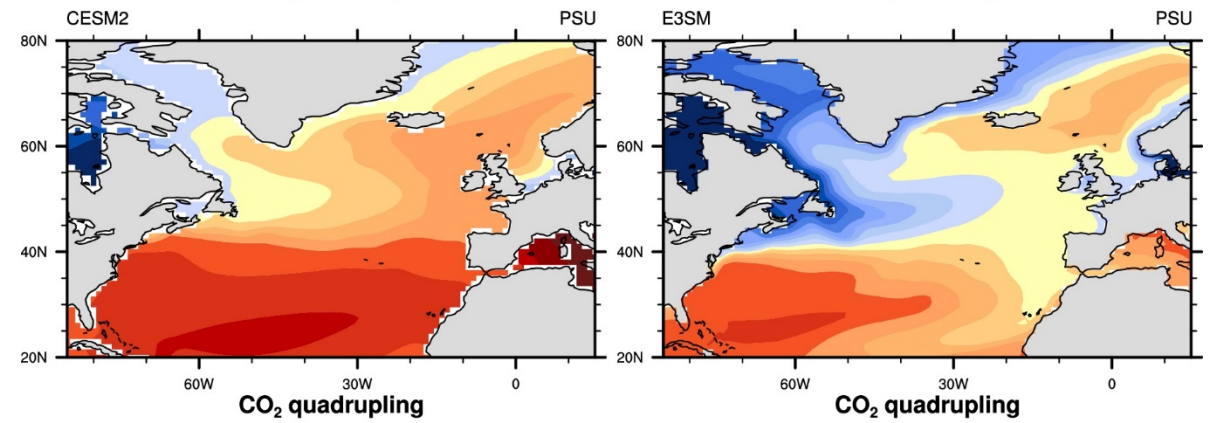 CESM2 PSU E3SM PSU
80N 80N
60N 60N
40N 40N
20N 20N
60W 30W 0 60W 30W 0
CO₂ quadrupling CO₂ quadrupling